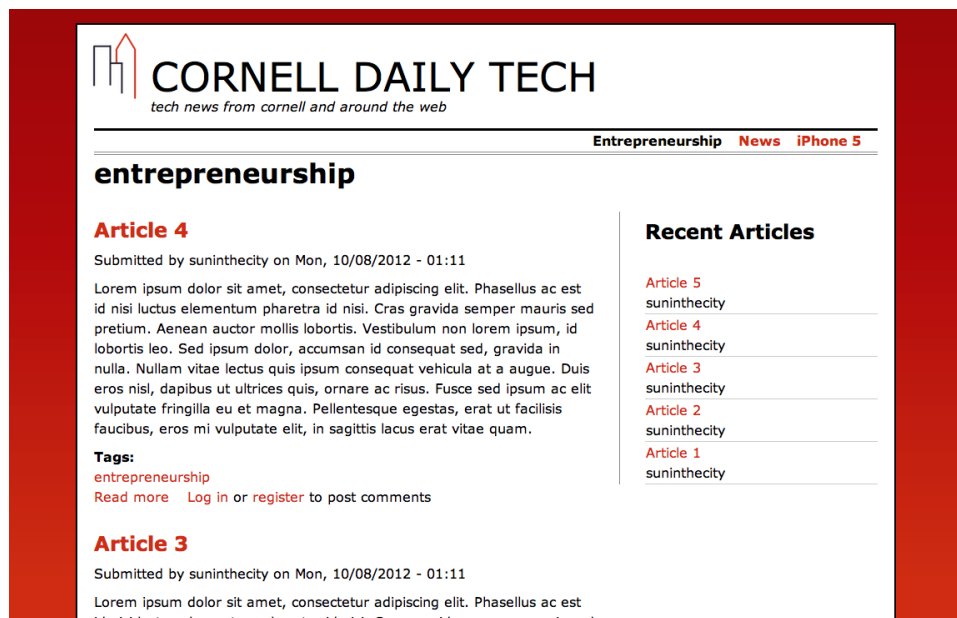 CORNELL DAILY TECH
tech news from cornell and around the web
Entrepreneurship News iPhone 5
entrepreneurship
Article 4
Submitted by suninthecity on Mon, 10/08/2012 - 01:11
Lorem ipsum dolor sit amet, consectetur adipiscing elit. Phasellus ac est
id nisi luctus elementum pharetra id nisi. Cras gravida semper mauris sed
pretium. Aenean auctor mollis lobortis. Vestibulum non lorem ipsum, id
lobortis leo. Sed ipsum dolor, accumsan id consequat sed, gravida in
nulla. Nullam vitae lectus quis ipsum consequat vehicula at a augue. Duis
eros nisl, dapibus ut ultrices quis, ornare ac risus. Fusce sed ipsum ac elit
vulputate fringilla eu et magna. Pellentesque egestas, erat ut facilisis
faucibus, eros mi vulputate elit, in sagittis lacus erat vitae quam.
Tags:
entrepreneurship
Read more Log in or register to post comments
Article 3
Submitted by suninthecity on Mon, 10/08/2012 - 01:11
Lorem ipsum dolor sit amet, consectetur adipiscing elit. Phasellus ac est
Recent Articles
Article 5
suninthecity
Article 4
suninthecity
Article 3
suninthecity
Article 2
suninthecity
Article 1
suninthecity